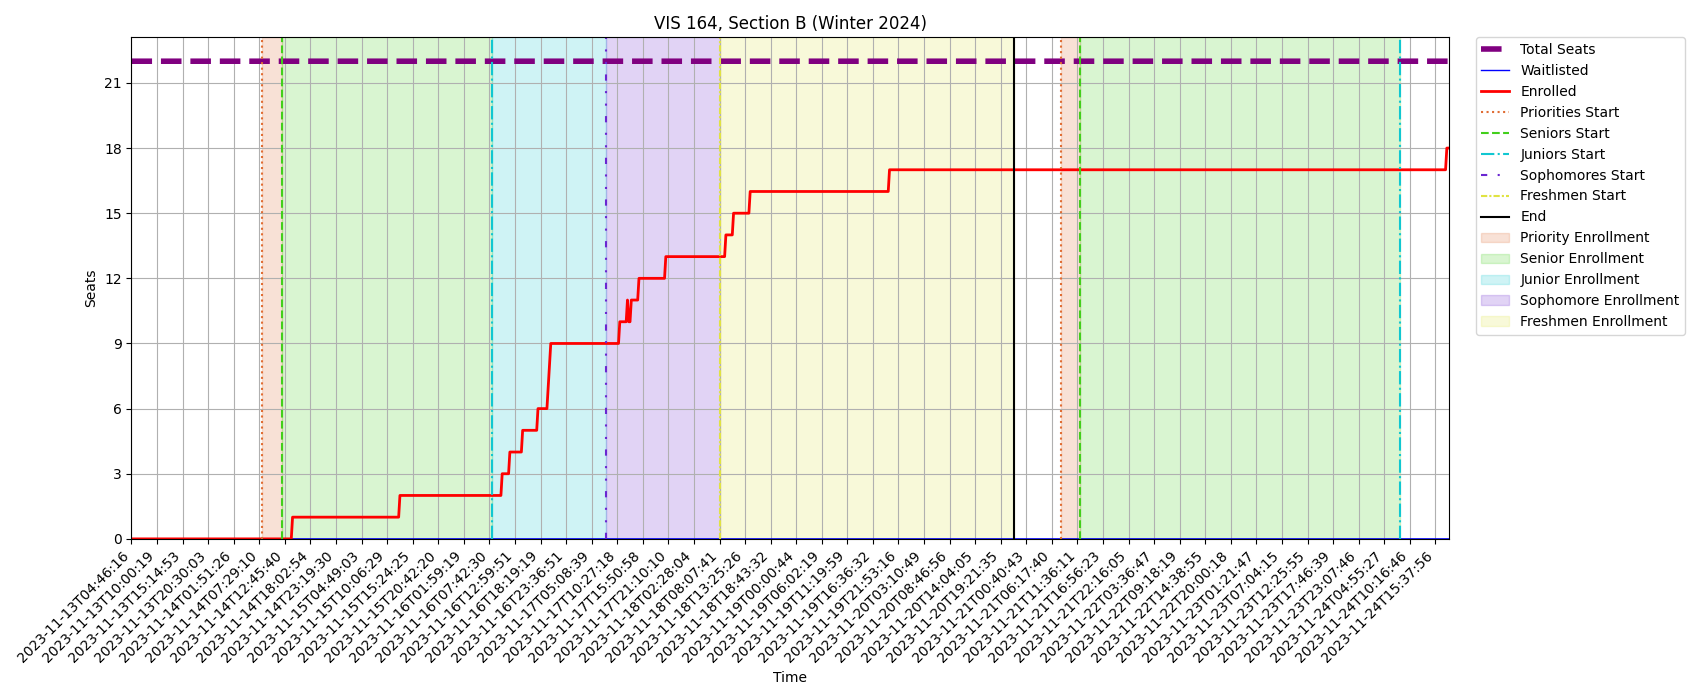 VIS 164, Section B (Winter 2024)
Seats
21
18
15
12
9
6
3
0
2023-11-13T04:46:16
2023-11-13T10:00:19
2023-11-13T15:14:53
2023-11-13T20:30:03
2023-11-14T01:51:26
2023-11-14T07:29:10
2023-11-14T12:45:40
2023-11-14T18:02:54
2023-11-14T23:19:30
2023-11-15T04:49:03
2023-11-15T10:06:29
2023-11-15T15:24:25
2023-11-15T20:42:20
2023-11-16T01:59:19
2023-11-16T07:42:30
2023-11-16T12:59:51
2023-11-16T18:19:19
2023-11-16T23:36:51
2023-11-17T05:08:39
2023-11-17T10:27:18
2023-11-17T15:50:58
2023-11-17T21:10:10
2023-11-18T02:28:04
2023-11-18T08:07:41
2023-11-18T13:25:26
2023-11-18T18:43:32
2023-11-19T00:00:44
2023-11-19T06:02:19
2023-11-19T11:19:59
2023-11-19T16:36:32
2023-11-19T21:53:16
2023-11-20T03:10:49
2023-11-20T08:46:56
2023-11-20T14:04:05
2023-11-20T19:21:35
2023-11-21T00:40:43
2023-11-21T06:17:40
2023-11-21T11:36:11
2023-11-21T16:56:23
2023-11-21T22:16:05
2023-11-22T03:36:47
2023-11-22T09:18:19
2023-11-22T14:38:55
2023-11-22T20:00:18
2023-11-23T01:21:47
2023-11-23T07:04:15
2023-11-23T12:25:55
2023-11-23T17:46:39
2023-11-23T23:07:46
2023-11-24T04:55:27
2023-11-24T10:16:46
2023-11-24T15:37:56
Time
Total Seats
Waitlisted
Enrolled
Priorities Start
Seniors Start
Juniors Start
Sophomores Start
Freshmen Start
End
Priority Enrollment
Senior Enrollment
Junior Enrollment
Sophomore Enrollment
Freshmen Enrollment